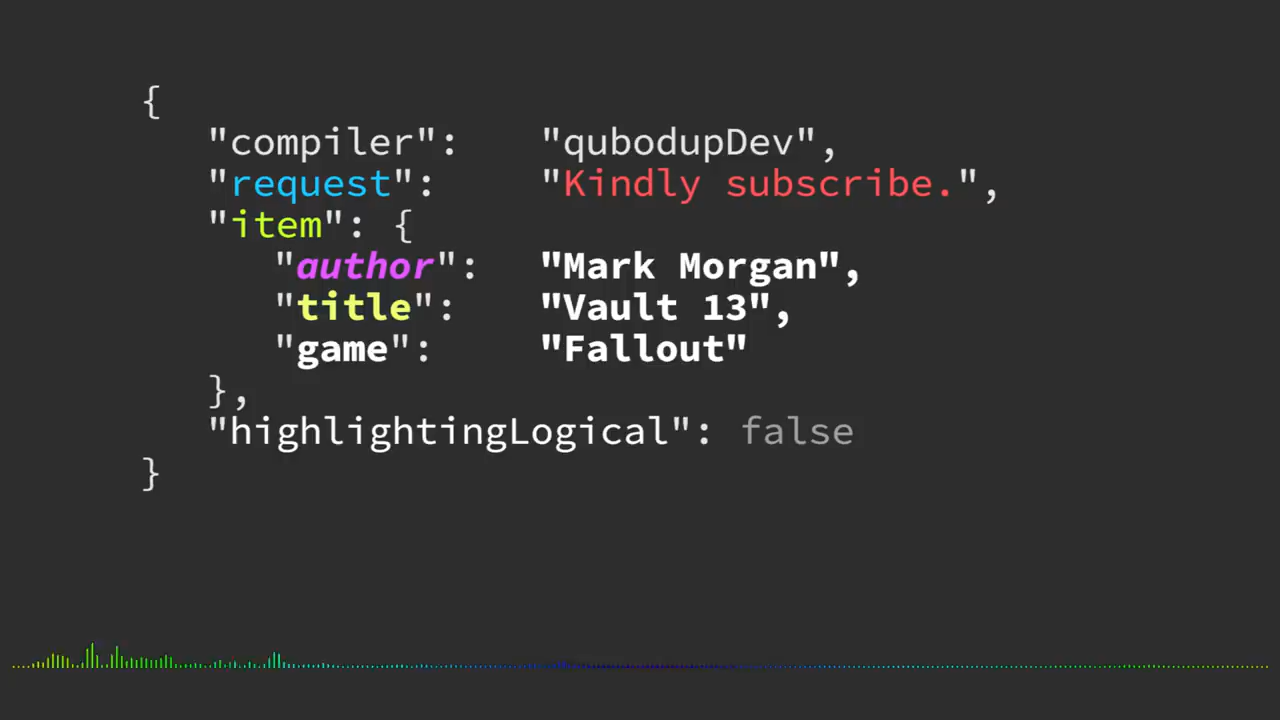 {
"compiler": "qubodupDev",
"request": "Kindly subscribe.",
"item": {
"author": "Mark Morgan",
"title": "Vault 13",
"game": "Fallout"
},
"highlightingLogical": false
}